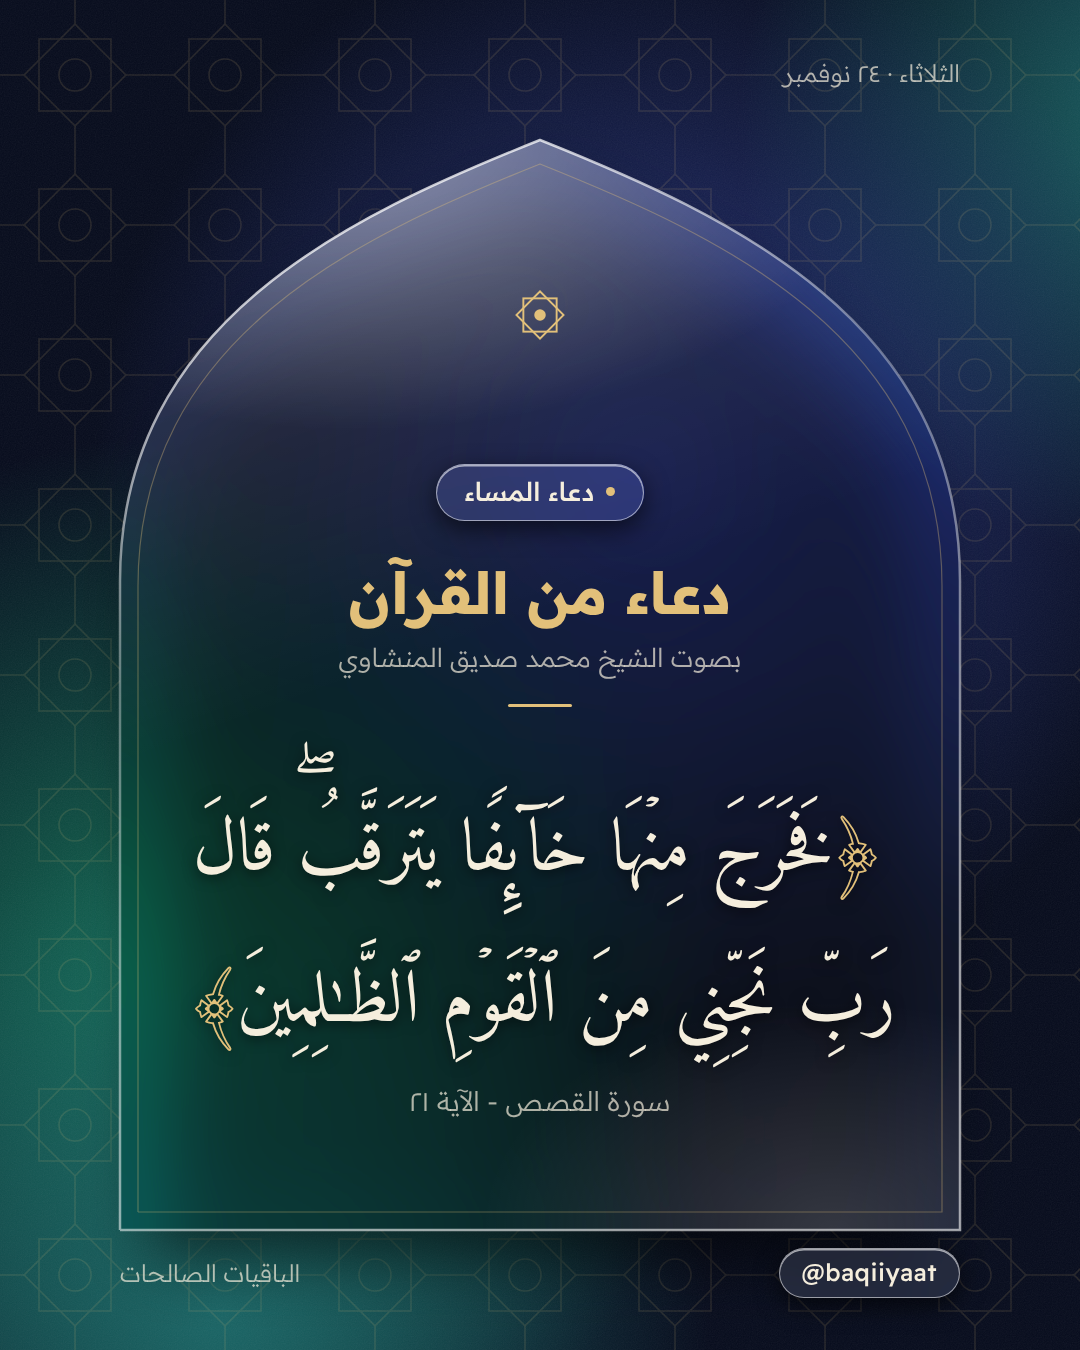 الثلاثاء · ٢٤ نوفمبر
دعاء المساء
دعاء من القرآن
بصوت الشيخ محمد صديق المنشاوي
﴿فَخَرَجَ مِنۡهَا خَآئِفٗا يَتَرَقَّبُۖ قَالَ
رَبِّ نَجِّنِي مِنَ ٱلۡقَوۡمِ ٱلظَّـٰلِمِينَ﴾
سورة القصص - الآية ٢١
@baqiiyaat
الباقيات الصالحات